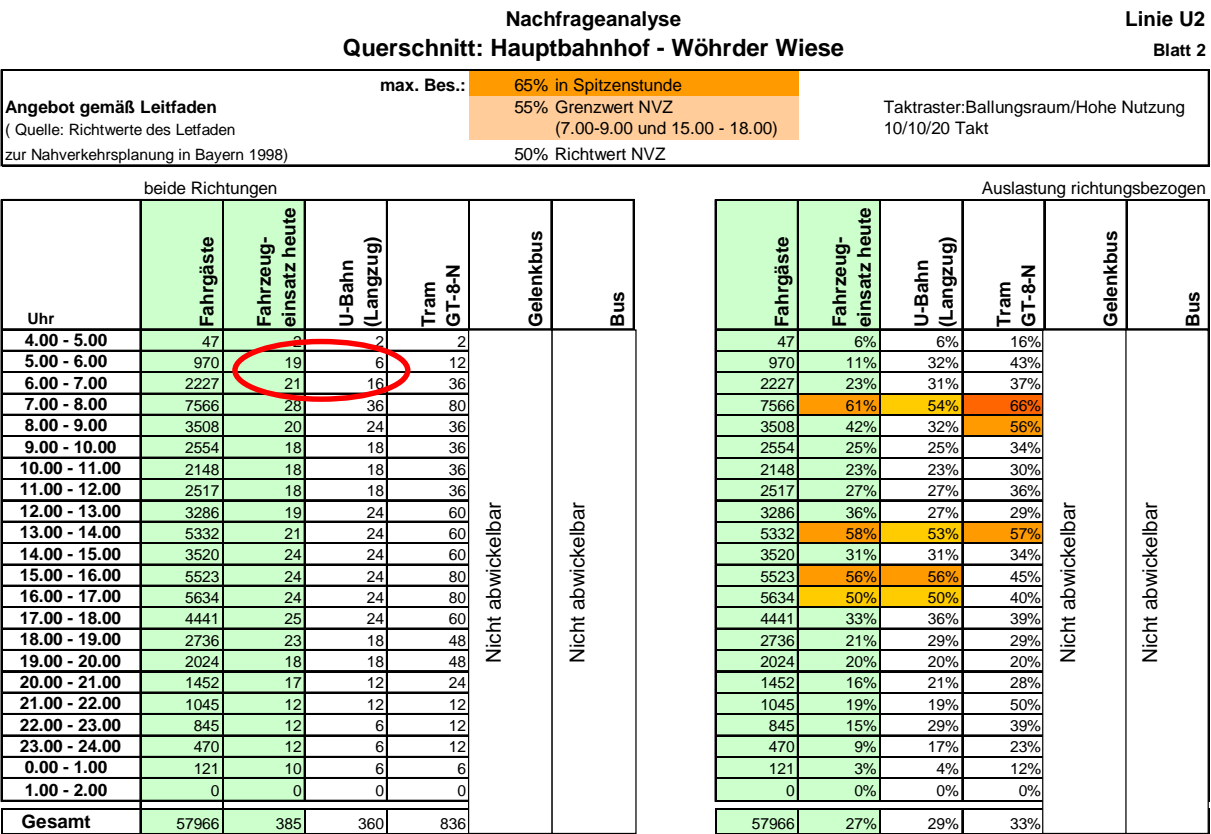 Nachfrageanalyse Linie U2
Querschnitt: Hauptbahnhof - Wöhrder Wiese Blatt 2
max. Bes.: 65% in Spitzenstunde
Angebot gemäß Leitfaden 55% Grenzwert NVZ Taktraster:Ballungsraum/Hohe Nutzung
( Quelle: Richtwerte des Letfaden (7.00-9.00 und 15.00 - 18.00) 10/10/20 Takt
zur Nahverkehrsplanung in Bayern 1998) 50% Richtwert NVZ
beide Richtungen Auslastung richtungsbezogen
Uhr Fahrgäste Fahrzeug-einsatz heute U-Bahn (Langzug) Tram GT-8-N Gelenkbus Bus Fahrgäste Fahrzeug-einsatz heute U-Bahn (Langzug) Tram GT-8-N Gelenkbus Bus
4.00 - 5.00 47 2 2 2 47 6% 6% 16%
5.00 - 6.00 970 19 6 12 970 11% 32% 43%
6.00 - 7.00 2227 21 16 36 2227 23% 31% 37%
7.00 - 8.00 7566 28 36 80 7566 61% 54% 66%
8.00 - 9.00 3508 20 24 36 3508 42% 32% 56%
9.00 - 10.00 2554 18 18 36 2554 25% 25% 34%
10.00 - 11.00 2148 18 18 36 2148 23% 23% 30%
11.00 - 12.00 2517 18 18 36 2517 27% 27% 36%
12.00 - 13.00 3286 19 24 60 3286 36% 27% 29%
13.00 - 14.00 5332 21 24 60 5332 58% 53% 57%
14.00 - 15.00 3520 24 24 60 3520 31% 31% 34%
15.00 - 16.00 5523 24 24 80 5523 56% 56% 45%
16.00 - 17.00 5634 24 24 80 5634 50% 50% 40%
17.00 - 18.00 4441 25 24 60 4441 33% 36% 39%
18.00 - 19.00 2736 23 18 48 2736 21% 29% 29%
19.00 - 20.00 2024 18 18 48 2024 20% 20% 20%
20.00 - 21.00 1452 17 12 24 1452 16% 21% 28%
21.00 - 22.00 1045 12 12 12 1045 19% 19% 50%
22.00 - 23.00 845 12 6 12 845 15% 29% 39%
23.00 - 24.00 470 12 6 12 470 9% 17% 23%
0.00 - 1.00 121 10 6 6 121 3% 4% 12%
1.00 - 2.00 0 0 0 0 0 0% 0% 0%
Nicht abwickelbar Nicht abwickelbar Nicht abwickelbar Nicht abwickelbar
Gesamt 57966 385 360 836 57966 27% 29% 33%